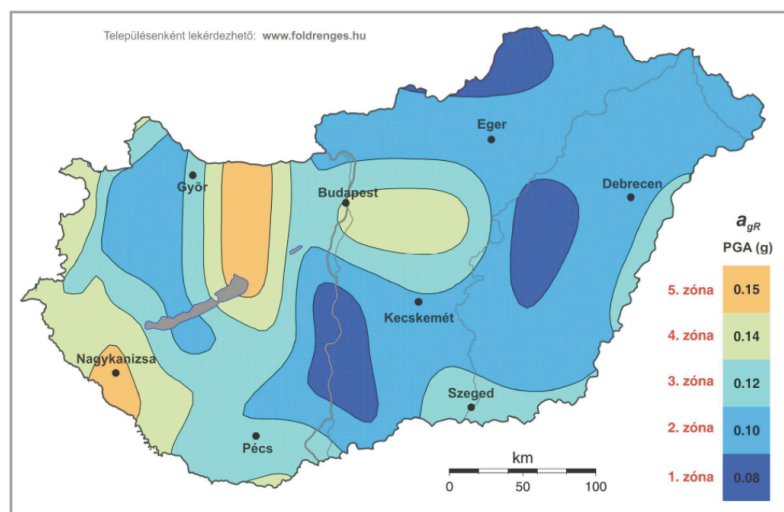 Településenként lekérdezhető: www.foldrenges.hu
Eger
Győr
Budapest
Debrecen
a_gR
PGA (g)
5. zóna 0.15
Kecskemét
4. zóna 0.14
Nagykanizsa
3. zóna 0.12
Szeged
2. zóna 0.10
Pécs
km
1. zóna 0.08
0 50 100